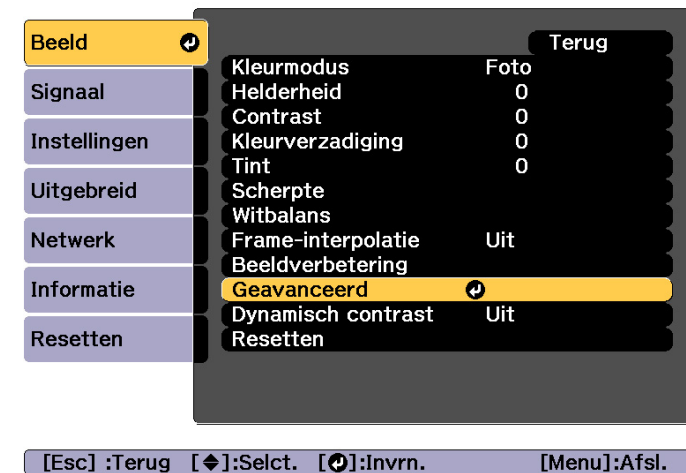 Beeld
Signaal
Instellingen
Uitgebreid
Netwerk
Informatie
Resetten
Terug
Kleurmodus Foto
Helderheid 0
Contrast 0
Kleurverzadiging 0
Tint 0
Scherpte
Witbalans
Frame-interpolatie Uit
Beeldverbetering
Geavanceerd
Dynamisch contrast Uit
Resetten
[Esc] :Terug [◆]:Selct. [↵]:Invrn. [Menu]:Afsl.